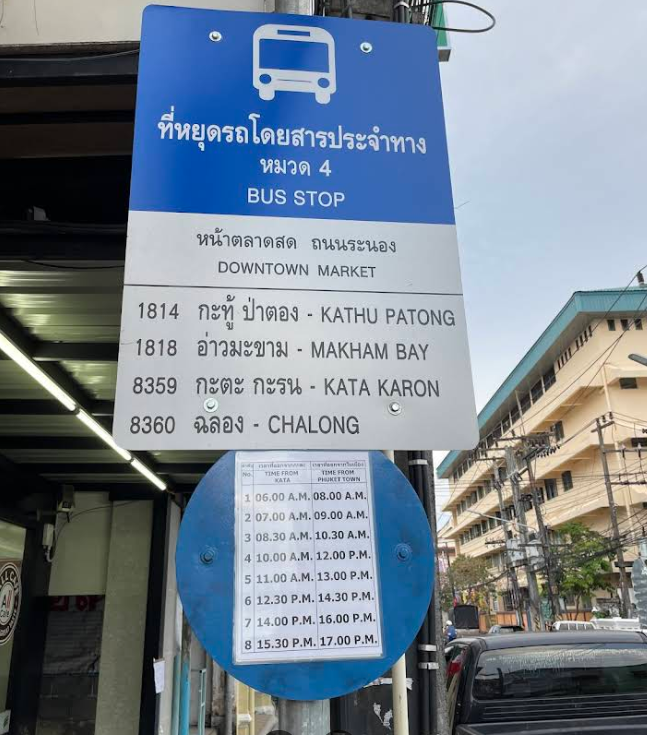 ที่หยุดรถโดยสารประจำทาง
หมวด 4
BUS STOP
หน้าตลาดสด ถนนระนอง
DOWNTOWN MARKET
1814 กะทู้ ป่าตอง - KATHU PATONG
1818 อ่าวมะขาม - MAKHAM BAY
8359 กะตะ กะรน - KATA KARON
8360 ฉลอง - CHALONG
No. TIME FROM KATA TIME FROM PHUKET TOWN
1 06.00 A.M. 08.00 A.M.
2 07.00 A.M. 09.00 A.M.
3 08.30 A.M. 10.30 A.M.
4 10.00 A.M. 12.00 P.M.
5 11.00 A.M. 13.00 P.M.
6 12.30 P.M. 14.30 P.M.
7 14.00 P.M. 16.00 P.M.
8 15.30 P.M. 17.00 P.M.